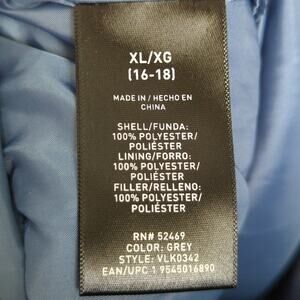 XL/XG
(16-18)
MADE IN / HECHO EN
CHINA
SHELL/FUNDA:
100% POLYESTER/
POLIÉSTER
LINING/FORRO:
100% POLYESTER/
POLIÉSTER
FILLER/RELLENO:
100% POLYESTER/
POLIÉSTER
RN# 52469
COLOR: GREY
STYLE: VLK0342
EAN/UPC 1 9545016890